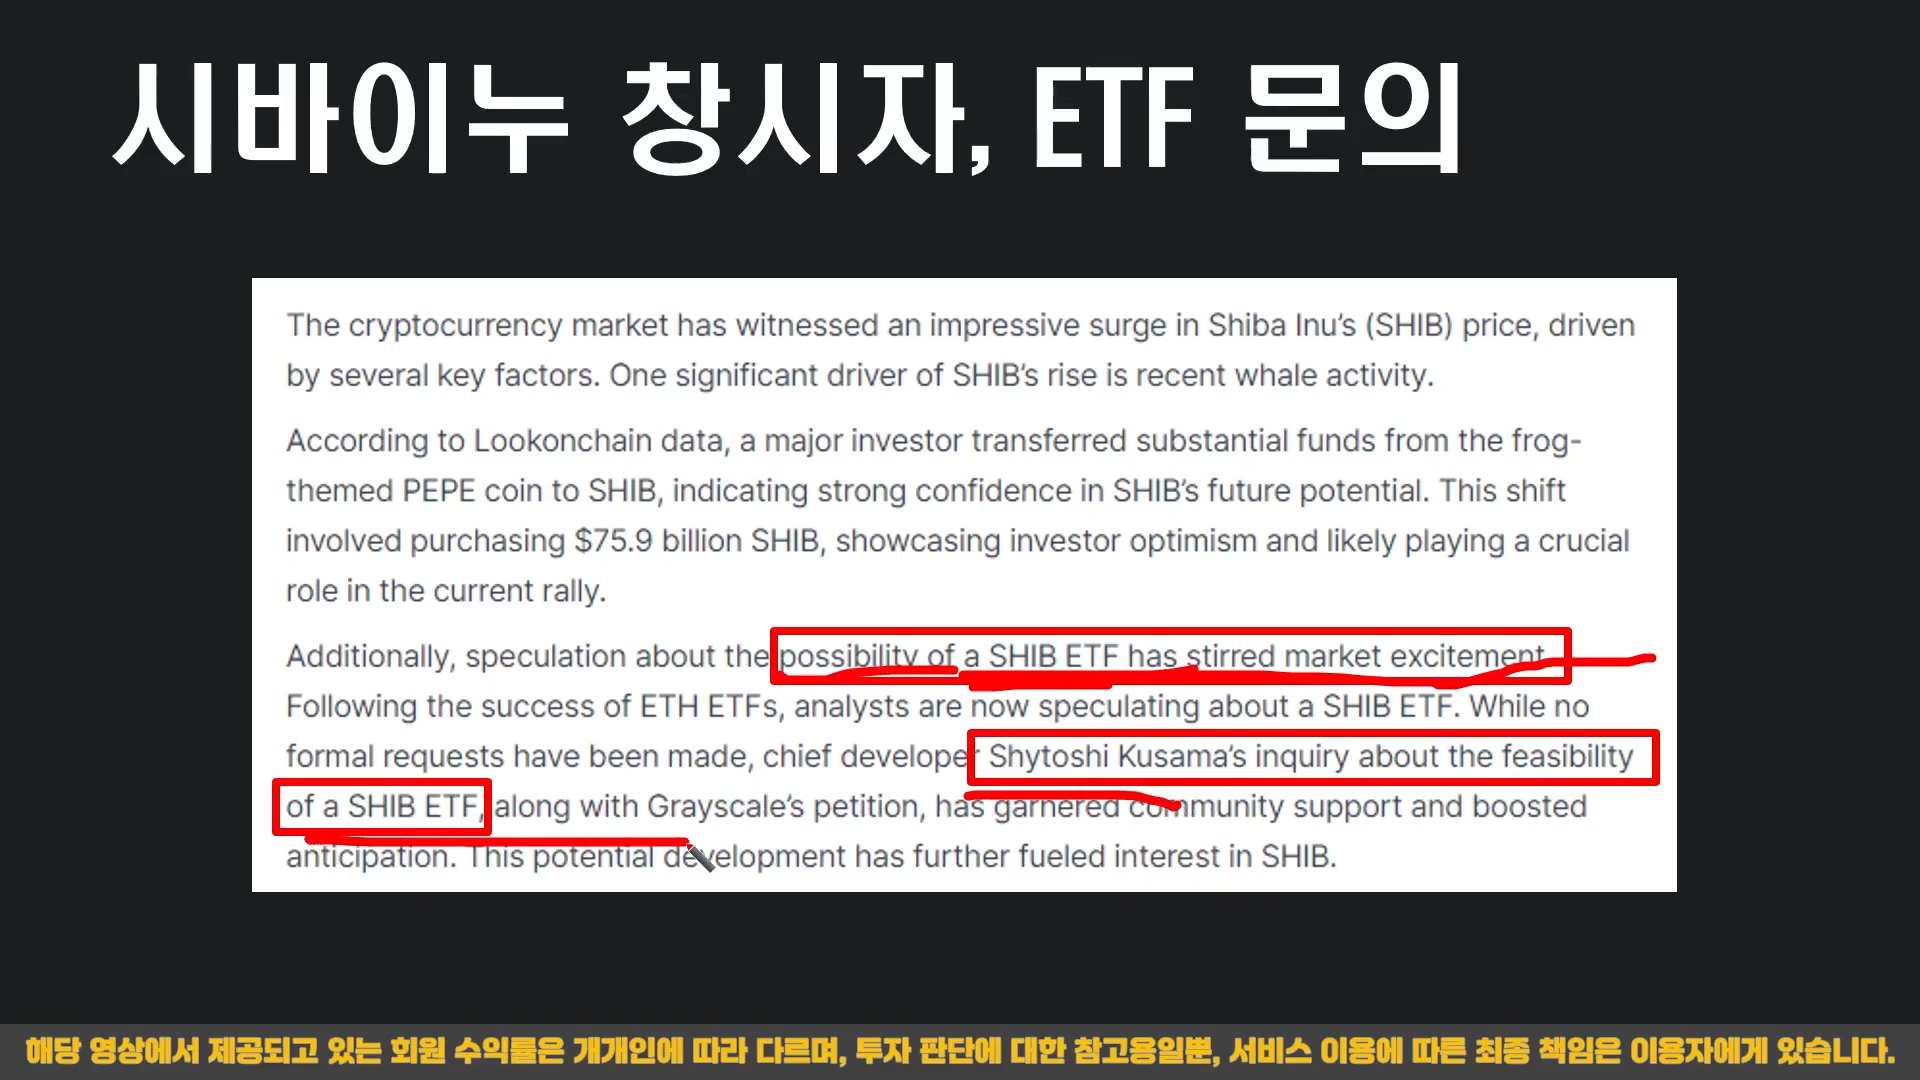 시바이누 창시자, ETF 문의
The cryptocurrency market has witnessed an impressive surge in Shiba Inu’s (SHIB) price, driven
by several key factors. One significant driver of SHIB’s rise is recent whale activity.
According to Lookonchain data, a major investor transferred substantial funds from the frog-
themed PEPE coin to SHIB, indicating strong confidence in SHIB’s future potential. This shift
involved purchasing $75.9 billion SHIB, showcasing investor optimism and likely playing a crucial
role in the current rally.
Additionally, speculation about the possibility of a SHIB ETF has stirred market excitement.
Following the success of ETH ETFs, analysts are now speculating about a SHIB ETF. While no
formal requests have been made, chief developer Shytoshi Kusama’s inquiry about the feasibility
of a SHIB ETF, along with Grayscale’s petition, has garnered community support and boosted
anticipation. This potential development has further fueled interest in SHIB.
해당 영상에서 제공되고 있는 회원 수익률은 개개인에 따라 다르며, 투자 판단에 대한 참고용일뿐, 서비스 이용에 따른 최종 책임은 이용자에게 있습니다.